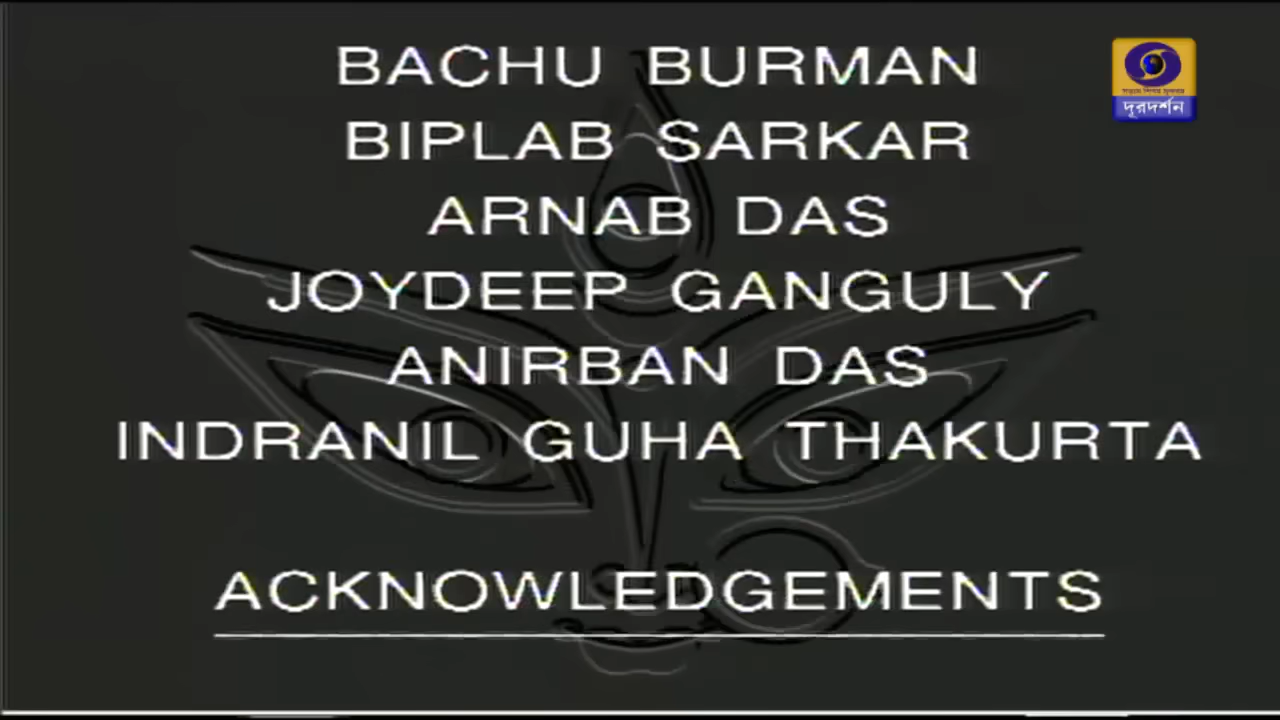 BACHU BURMAN
BIPLAB SARKAR
ARNAB DAS
JOYDEEP GANGULY
ANIRBAN DAS
INDRANIL GUHA THAKURTA
ACKNOWLEDGEMENTS
দূরদর্শন